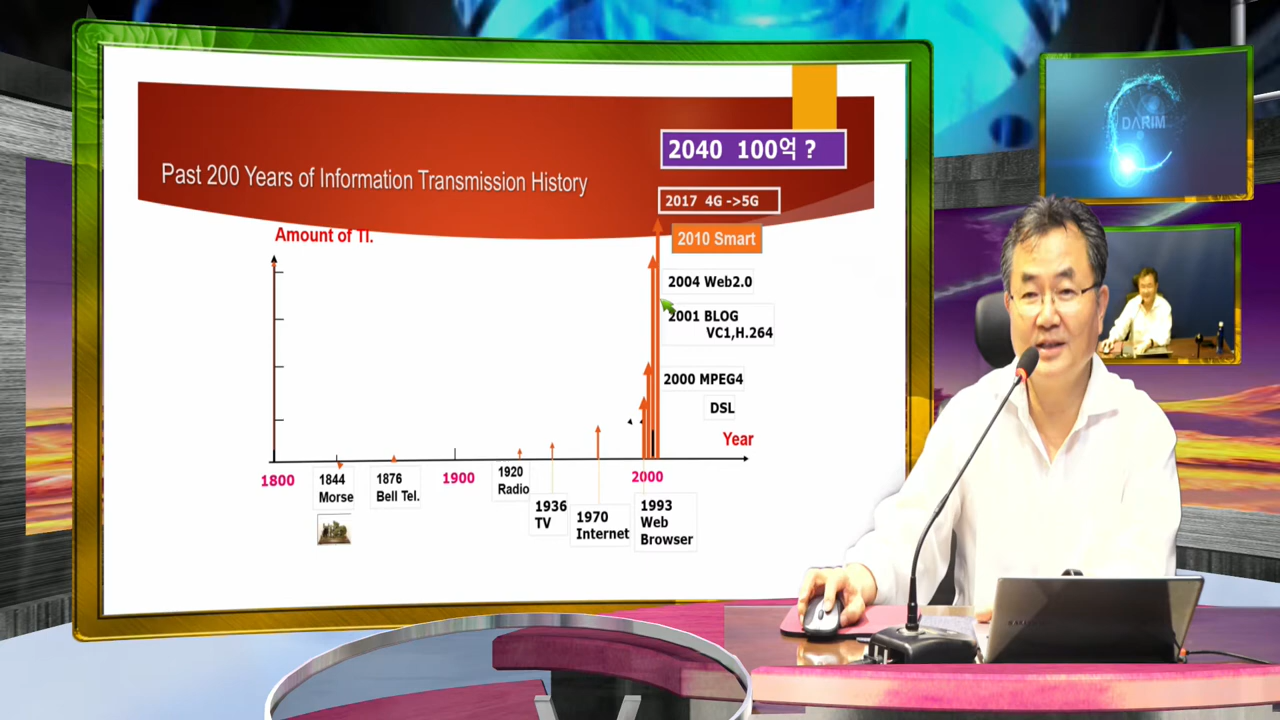 2040 100억 ?
Past 200 Years of Information Transmission History
2017 4G ->5G
Amount of TI.
2010 Smart
2004 Web2.0
2001 BLOG
VC1,H.264
2000 MPEG4
DSL
Year
1800
1844
Morse
1876
Bell Tel.
1900
1920
Radio
1936
TV
1970
Internet
2000
1993
Web
Browser
DARIM